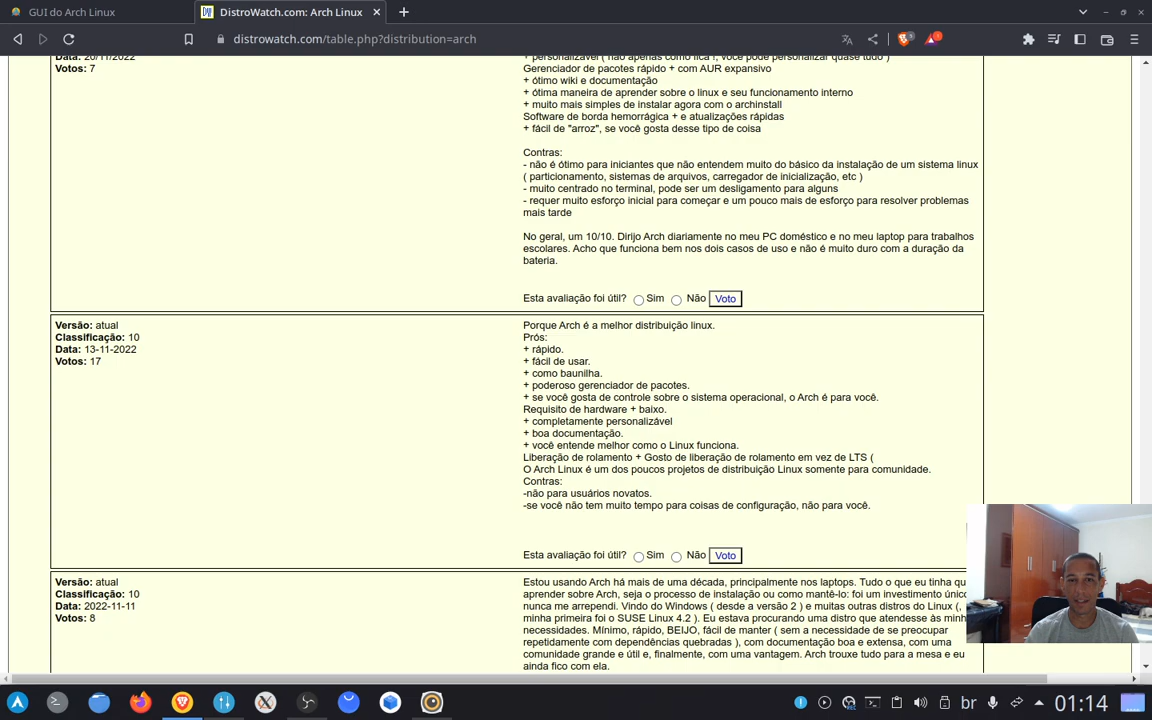 GUI do Arch Linux
DistroWatch.com: Arch Linux
distrowatch.com/table.php?distribution=arch
Data: 20/11/2022
Votos: 7
+ personalizável ( não apenas como fica !, você pode personalizar quase tudo )
Gerenciador de pacotes rápido + com AUR expansivo
+ ótimo wiki e documentação
+ ótima maneira de aprender sobre o linux e seu funcionamento interno
+ muito mais simples de instalar agora com o archinstall
Software de borda hemorrágica + e atualizações rápidas
+ fácil de "arroz", se você gosta desse tipo de coisa
Contras:
- não é ótimo para iniciantes que não entendem muito do básico da instalação de um sistema linux
( particionamento, sistemas de arquivos, carregador de inicialização, etc )
- muito centrado no terminal, pode ser um desligamento para alguns
- requer muito esforço inicial para começar e um pouco mais de esforço para resolver problemas
mais tarde
No geral, um 10/10. Dirijo Arch diariamente no meu PC doméstico e no meu laptop para trabalhos
escolares. Acho que funciona bem nos dois casos de uso e não é muito duro com a duração da
bateria.
Esta avaliação foi útil? Sim Não Voto
Versão: atual
Classificação: 10
Data: 13-11-2022
Votos: 17
Porque Arch é a melhor distribuição linux.
Prós:
+ rápido.
+ fácil de usar.
+ como baunilha.
+ poderoso gerenciador de pacotes.
+ se você gosta de controle sobre o sistema operacional, o Arch é para você.
Requisito de hardware + baixo.
+ completamente personalizável
+ boa documentação.
+ você entende melhor como o Linux funciona.
Liberação de rolamento + Gosto de liberação de rolamento em vez de LTS (
O Arch Linux é um dos poucos projetos de distribuição Linux somente para comunidade.
Contras:
-não para usuários novatos.
-se você não tem muito tempo para coisas de configuração, não para você.
Esta avaliação foi útil? Sim Não Voto
Versão: atual
Classificação: 10
Data: 2022-11-11
Votos: 8
Estou usando Arch há mais de uma década, principalmente nos laptops. Tudo o que eu tinha qu
aprender sobre Arch, seja o processo de instalação ou como mantê-lo: foi um investimento único
nunca me arrependi. Vindo do Windows ( desde a versão 2 ) e muitas outras distros do Linux (,
minha primeira foi o SUSE Linux 4.2 ). Eu estava procurando uma distro que atendesse às minh
necessidades. Mínimo, rápido, BEIJO, fácil de manter ( sem a necessidade de se preocupar
repetidamente com dependências quebradas ), com documentação boa e extensa, com uma
comunidade grande e útil e, finalmente, com uma vantagem. Arch trouxe tudo para a mesa e eu
ainda fico com ela.
br
01:14